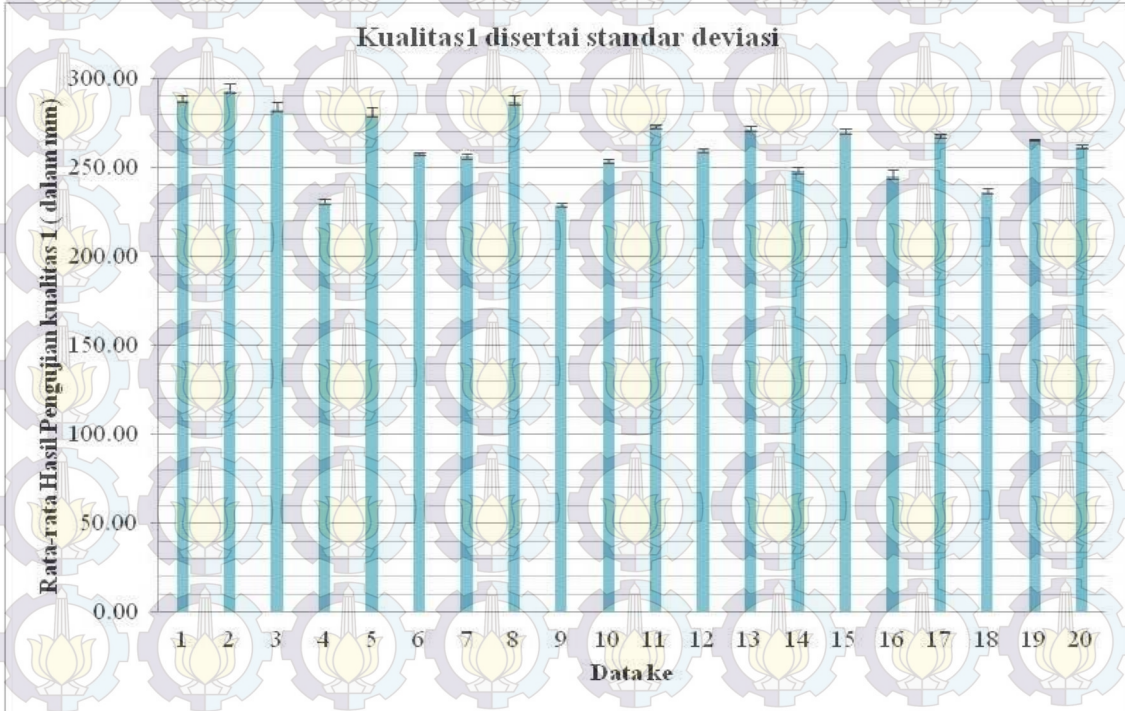 Kualitas1 disertai standar deviasi
Rata-rata Hasil Pengujian kualitas 1 ( dalam mm)
300.00
250.00
200.00
150.00
100.00
50.00
0.00
1 2 3 4 5 6 7 8 9 10 11 12 13 14 15 16 17 18 19 20
Data ke